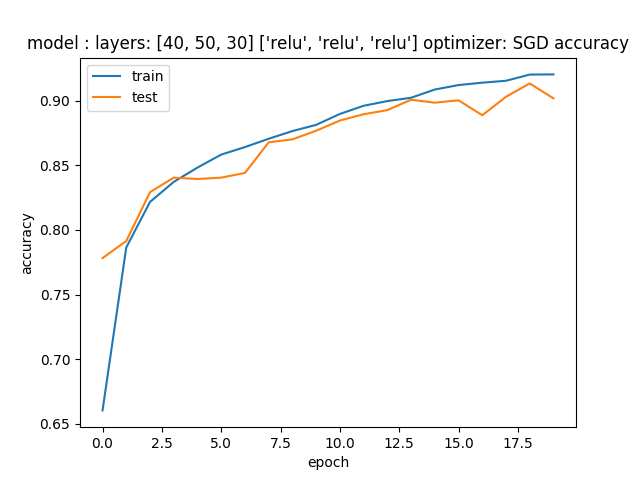 model : layers: [40, 50, 30] ['relu', 'relu', 'relu'] optimizer: SGD accuracy
train
test
0.90
0.85
0.80
0.75
0.70
0.65
accuracy
0.0 2.5 5.0 7.5 10.0 12.5 15.0 17.5
epoch